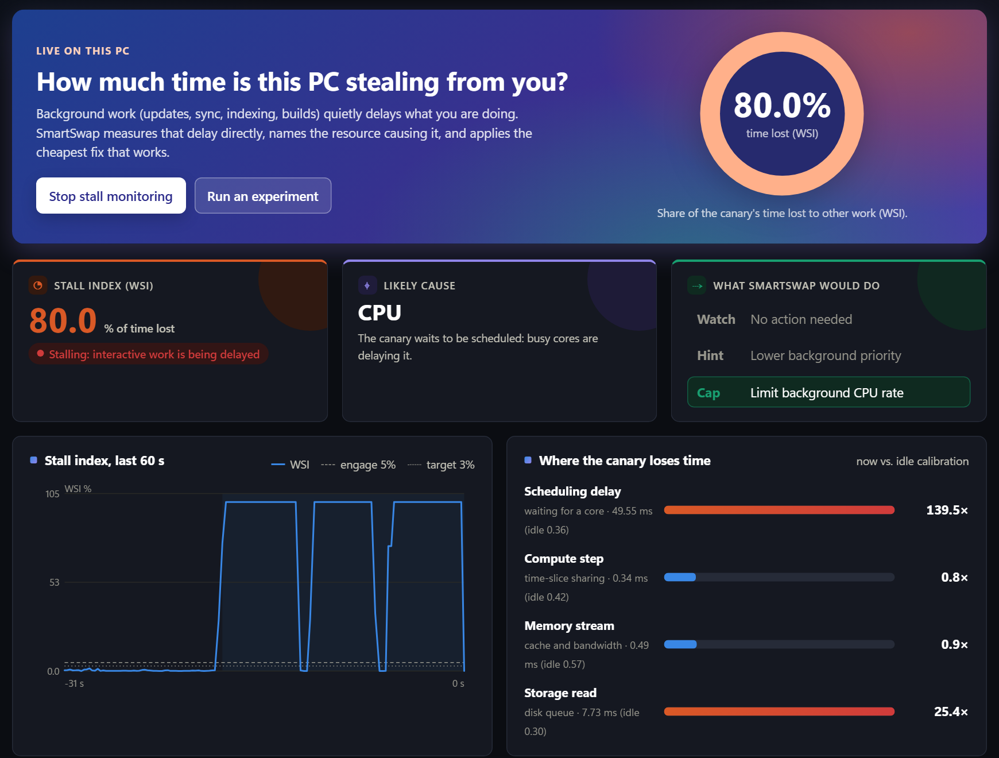 LIVE ON THIS PC
How much time is this PC stealing from you?
Background work (updates, sync, indexing, builds) quietly delays what you are doing.
SmartSwap measures that delay directly, names the resource causing it, and applies the
cheapest fix that works.
Stop stall monitoring
Run an experiment
80.0%
time lost (WSI)
Share of the canary's time lost to other work (WSI).
STALL INDEX (WSI)
80.0 % of time lost
Stalling: interactive work is being delayed
LIKELY CAUSE
CPU
The canary waits to be scheduled: busy cores are
delaying it.
WHAT SMARTSWAP WOULD DO
Watch No action needed
Hint Lower background priority
Cap Limit background CPU rate
Stall index, last 60 s
WSI engage 5% target 3%
WSI %
105
53
0.0
-31 s
0 s
Where the canary loses time
now vs. idle calibration
Scheduling delay
waiting for a core · 49.55 ms
(idle 0.36)
139.5×
Compute step
time-slice sharing · 0.34 ms
(idle 0.42)
0.8×
Memory stream
cache and bandwidth · 0.49
ms (idle 0.57)
0.9×
Storage read
disk queue · 7.73 ms (idle
0.30)
25.4×